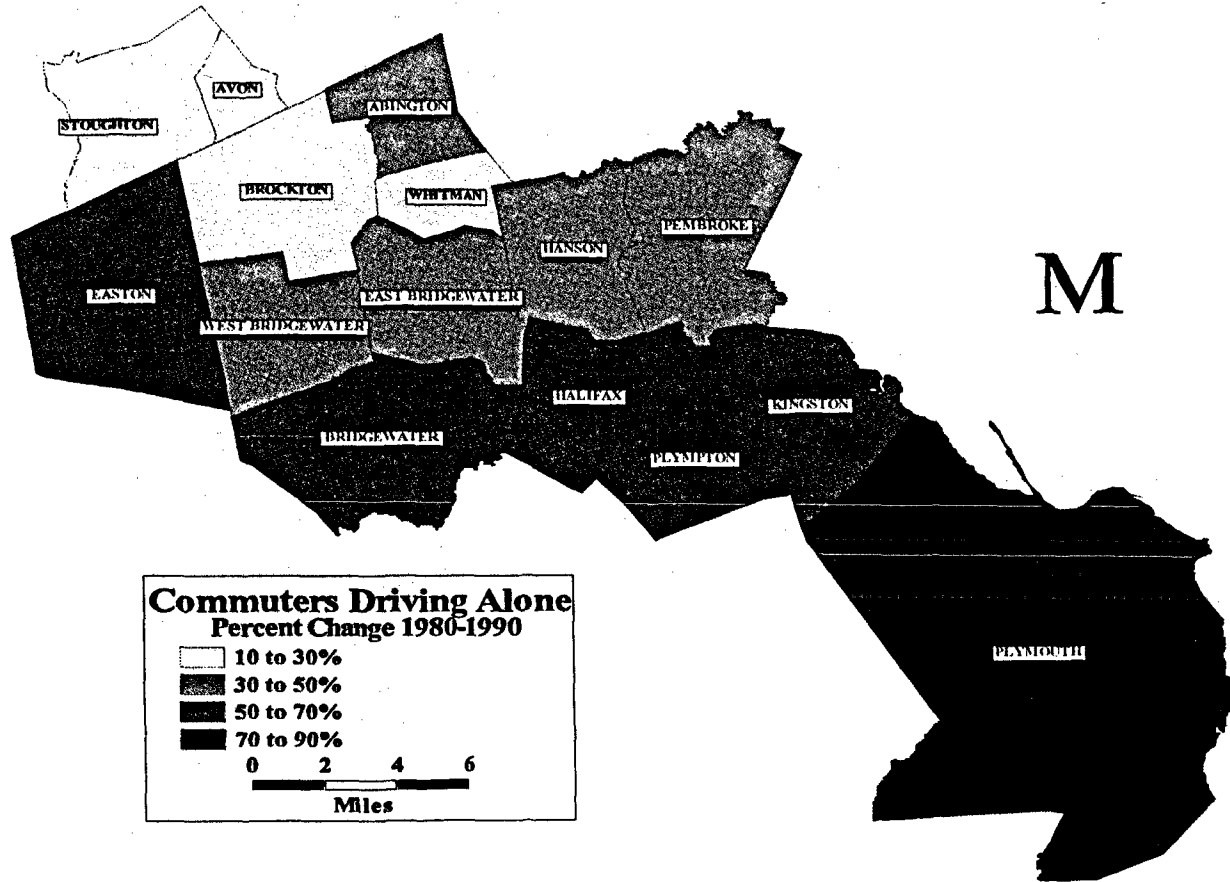 AVON
STOUGHTON
ABINGTON
BROCKTON
WHITMAN
PEMBROKE
HANSON
EASTON
EAST BRIDGEWATER
WEST BRIDGEWATER
M
HALIFAX
KINGSTON
BRIDGEWATER
PLYMPTON
PLYMOUTH
Commuters Driving Alone
Percent Change 1980-1990
10 to 30%
30 to 50%
50 to 70%
70 to 90%
0 2 4 6
Miles